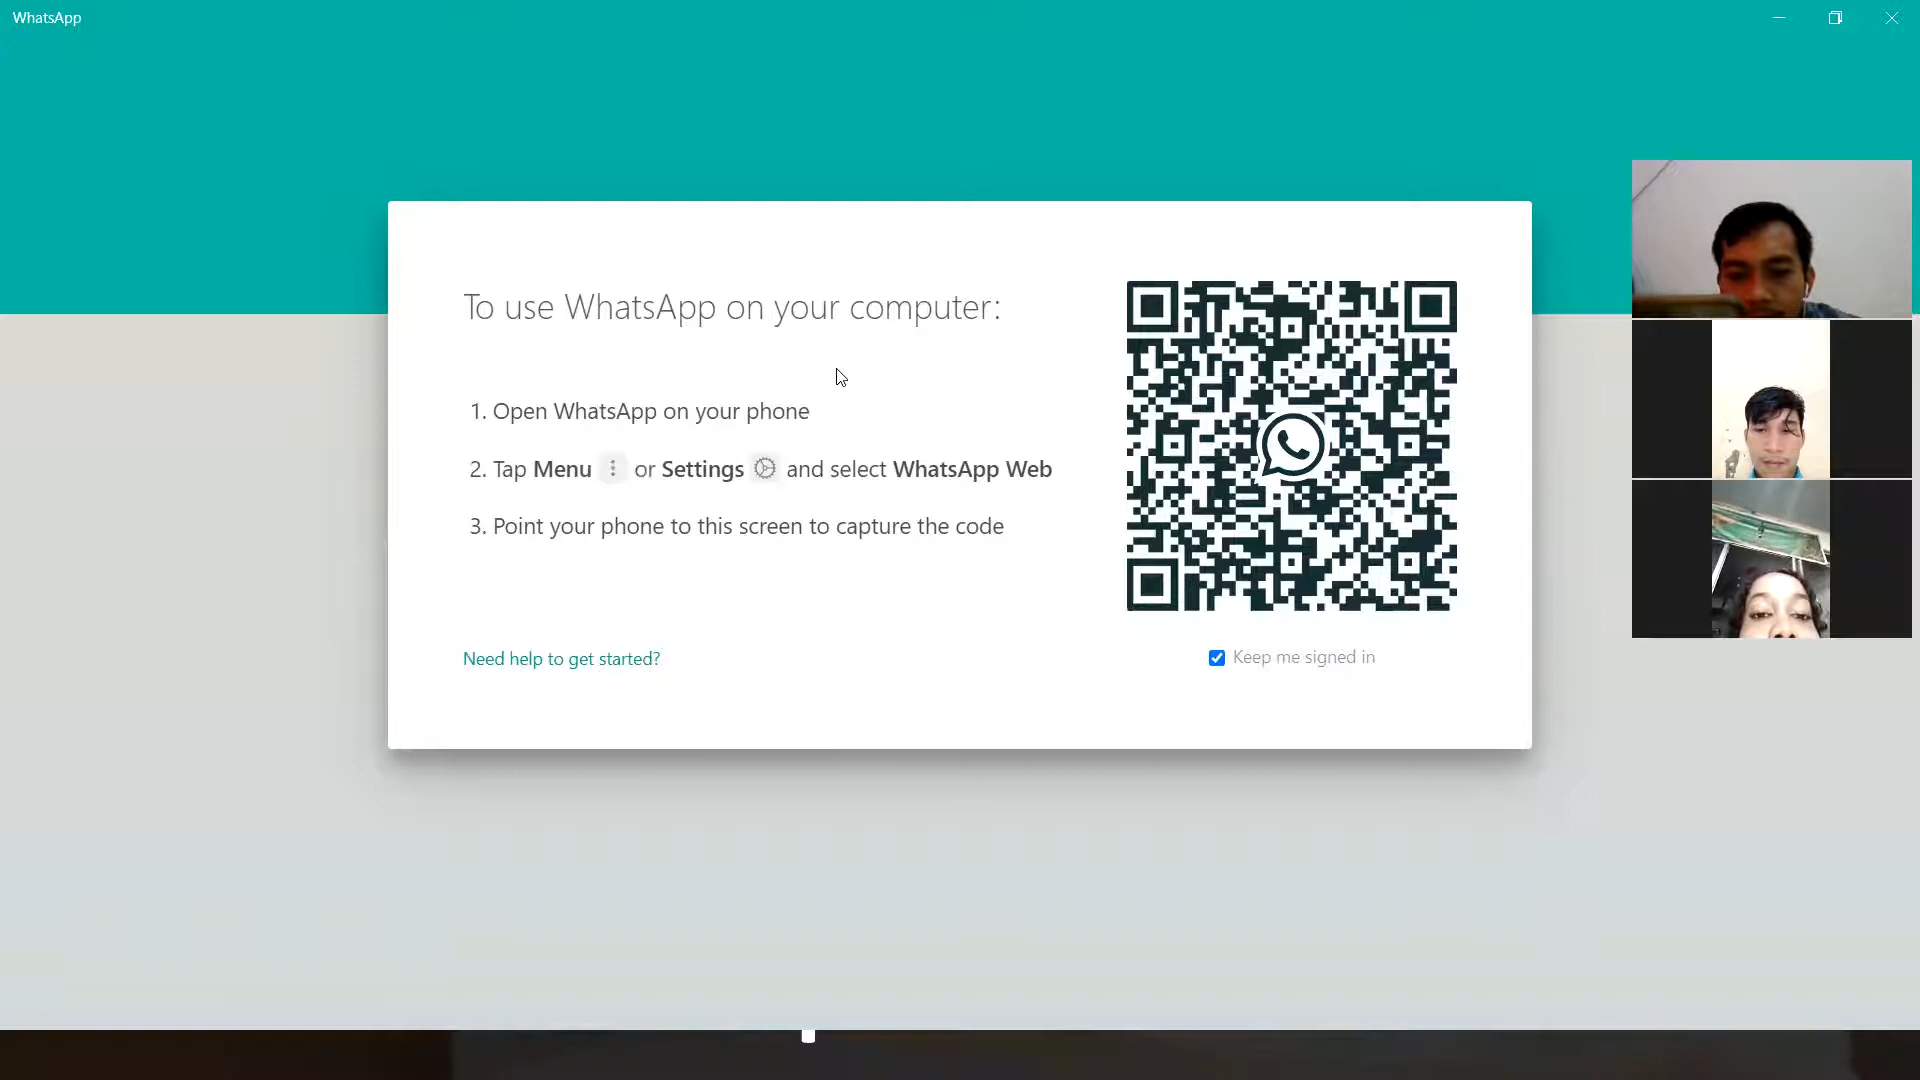 WhatsApp
To use WhatsApp on your computer:
1. Open WhatsApp on your phone
2. Tap Menu or Settings and select WhatsApp Web
3. Point your phone to this screen to capture the code
Need help to get started?
Keep me signed in